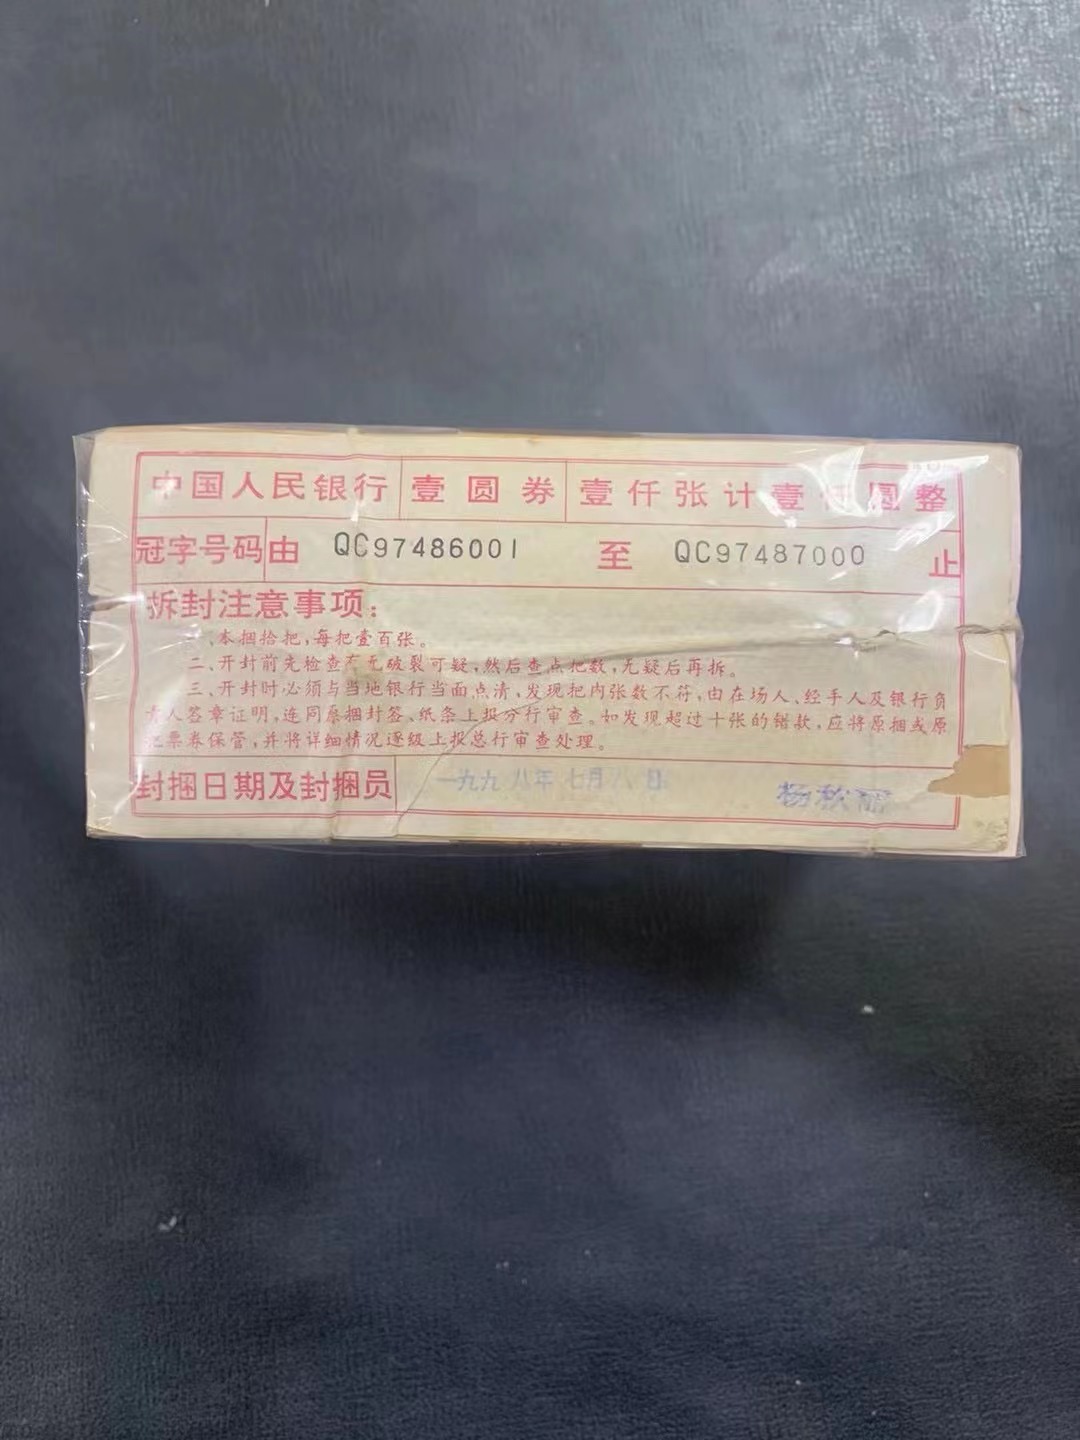 中国人民银行 壹圆券 壹仟张计壹仟圆整
冠字号码 由 QC97486001 至 QC97487000 止
拆封注意事项:
一、本捆拾把,每把壹百张。
二、开封前先检查有无破裂可疑,然后查点把数,无疑后再拆。
三、开封时必须与当地银行当面点清,发现把内张数不符,由在场人、经手人及银行负
责人签章证明,连同原捆封签、纸条上报分行审查。如发现超过十张的错款,应将原捆或原
把票券保管,并将详细情况逐级上报总行审查处理。
封捆日期及封捆员 一九九八年七月八日 杨秋丽